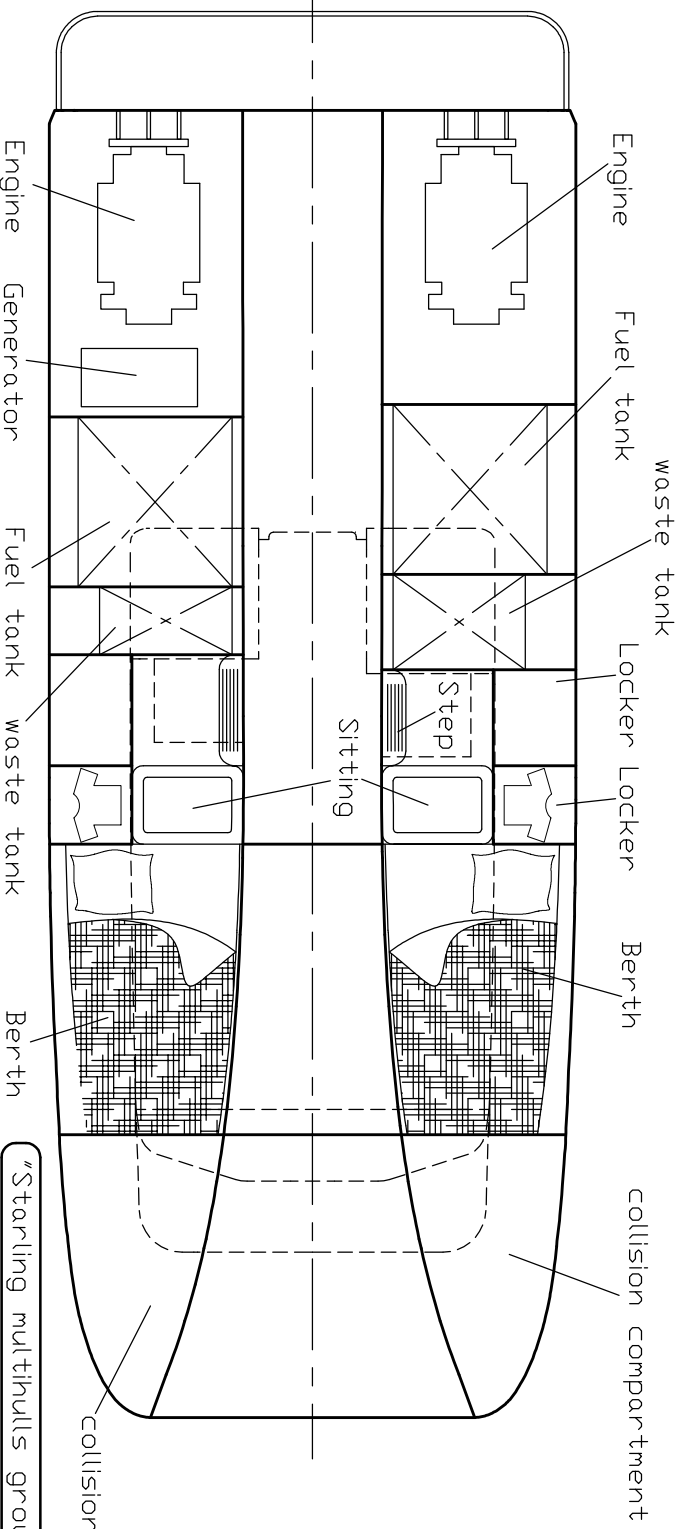 waste tank
Engine
Fuel tank
Locker
Locker
Berth
collision compartment
Step
Sitting
Engine
Generator
Fuel tank
waste tank
Berth
collision
"Starling multihulls